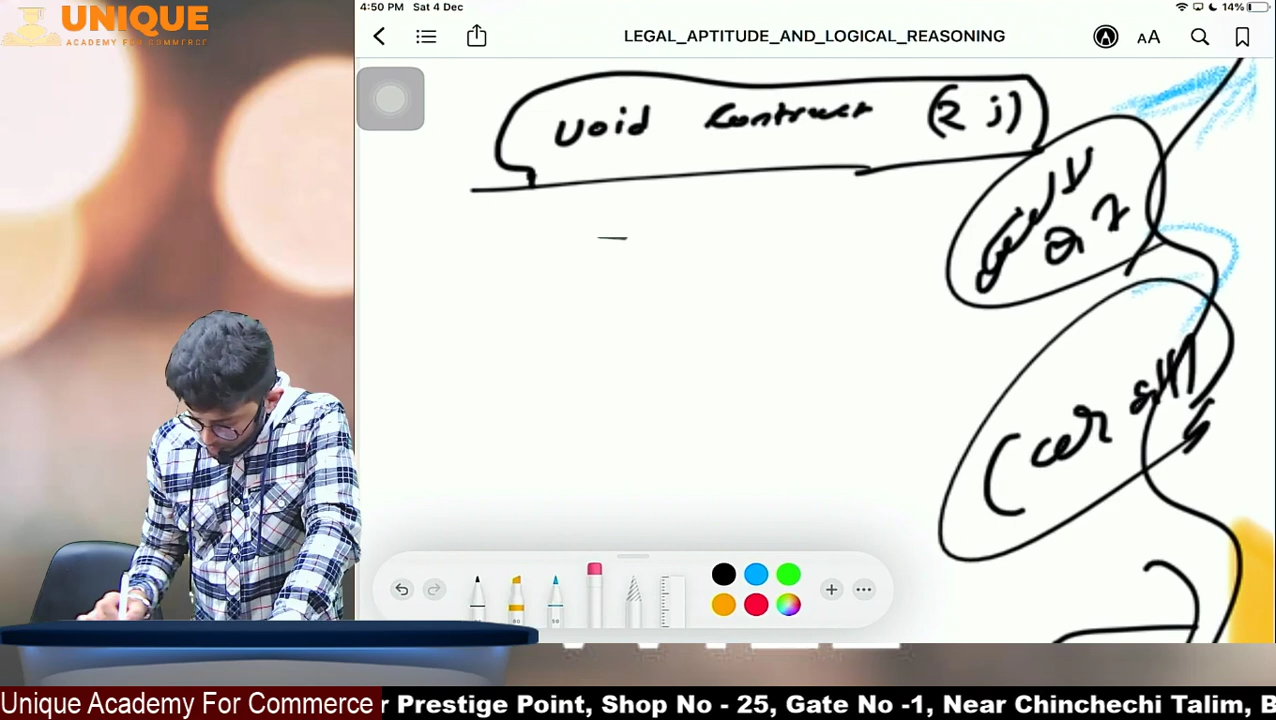 UNIQUE
ACADEMY FOR COMMERCE
4:50 PM Sat 4 Dec
14%
LEGAL_APTITUDE_AND_LOGICAL_REASONING
AA
void Contract (2 j)
Unique Academy For Commerce
r Prestige Point, Shop No - 25, Gate No -1, Near Chinchechi Talim, B